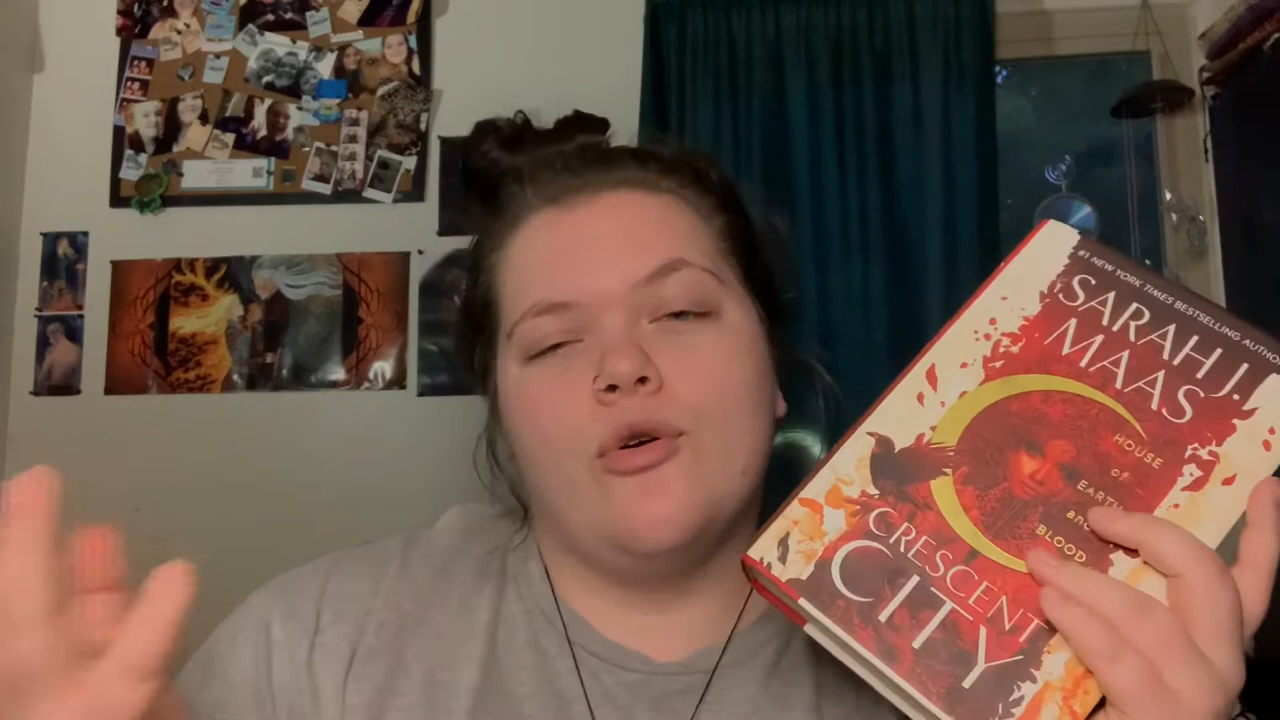 #1 NEW YORK TIMES BESTSELLING AUTHOR
SARAH J.
MAAS
HOUSE
of
EARTH
and
BLOOD
CRESCENT
CITY